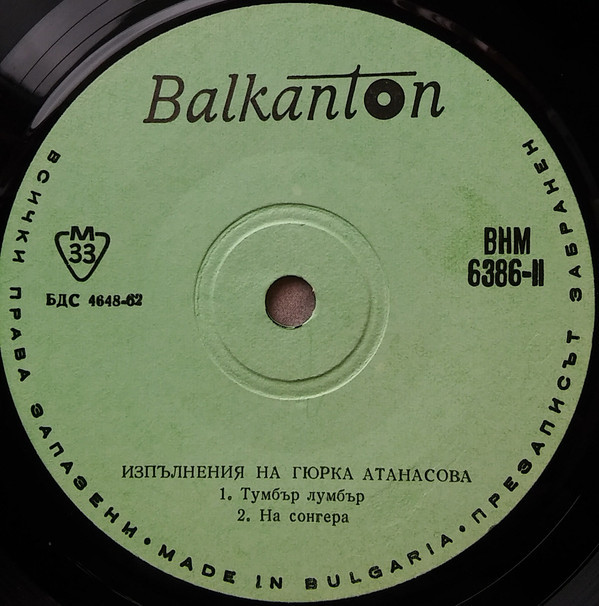 Balkanton
М
33
БДС 4648-62
ВНМ
6386-II
ИЗПЪЛНЕНИЯ НА ГЮРКА АТАНАСОВА
1. Тумбър лумбър
2. На сонгера
ВСИЧКИ ПРАВА ЗАПАЗЕНИ • MADE IN BULGARIA • ПРЕЗАПИСЪТ ЗАБРАНЕН